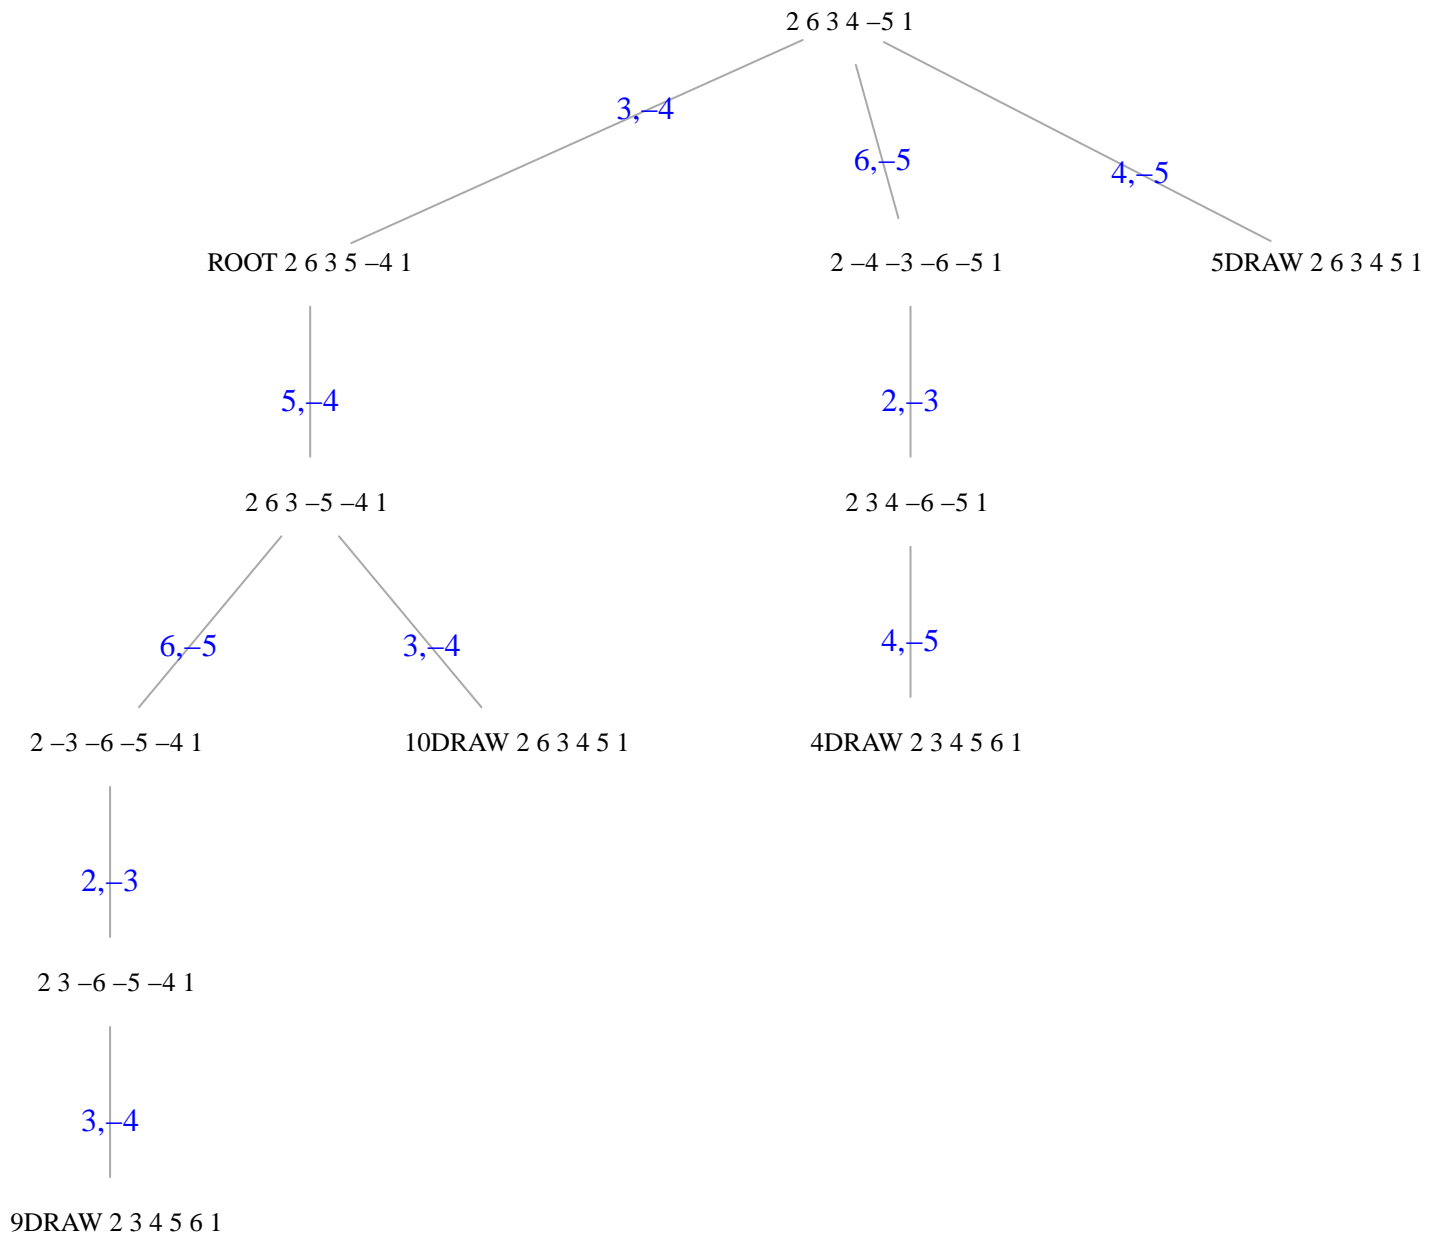 2 6 3 4 –5 1
3,–4
6,–5
4,–5
ROOT 2 6 3 5 –4 1
2 –4 –3 –6 –5 1
5DRAW 2 6 3 4 5 1
5,–4
2,–3
2 6 3 –5 –4 1
2 3 4 –6 –5 1
6,–5
3,–4
4,–5
2 –3 –6 –5 –4 1
10DRAW 2 6 3 4 5 1
4DRAW 2 3 4 5 6 1
2,–3
2 3 –6 –5 –4 1
3,–4
9DRAW 2 3 4 5 6 1